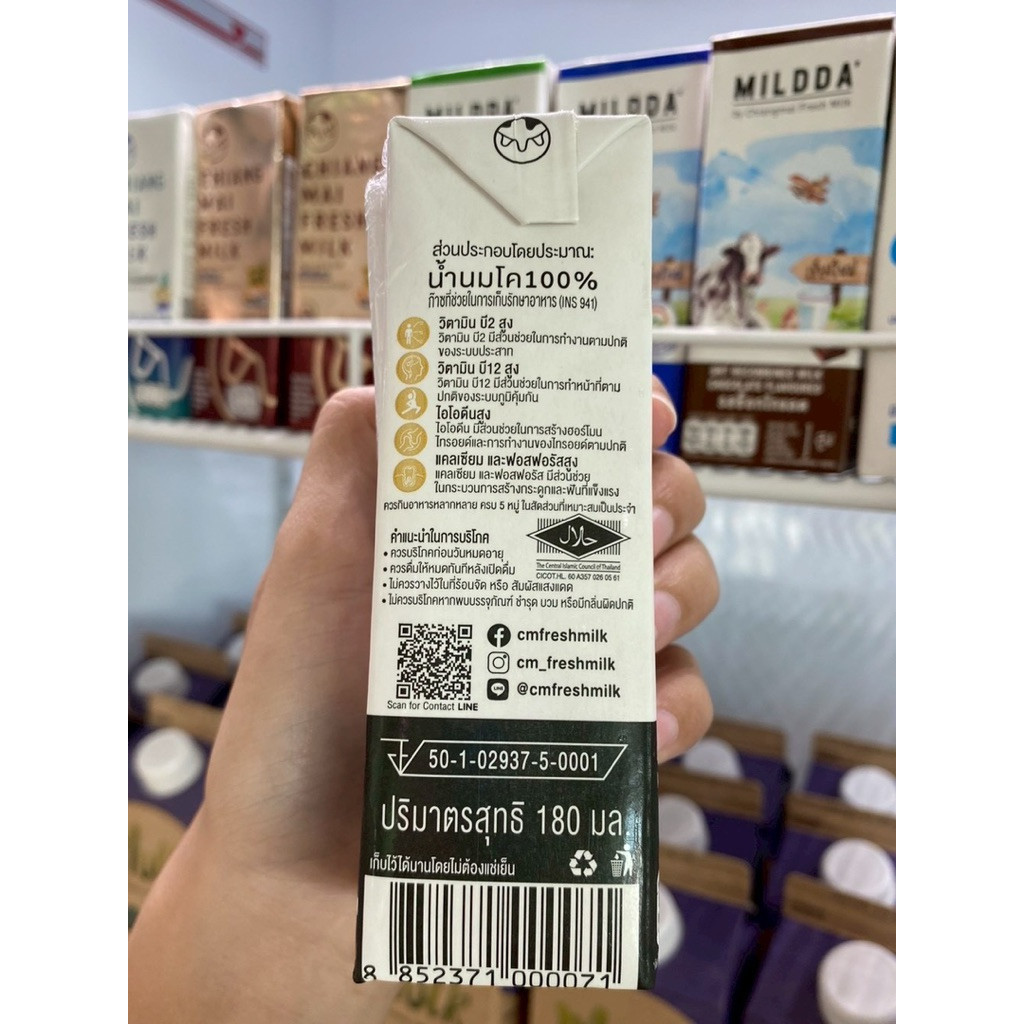 MILDDA
MILDDA
MILDDA
CHIANG
MAI
FRESH
MILK
CHIANG
MAI
FRESH
MILK
ส่วนประกอบโดยประมาณ:
น้ำนมโค100%
ก๊าซที่ช่วยในการเก็บรักษาอาหาร (INS 941)
วิตามิน บี2 สูง
วิตามิน บี2 มีส่วนช่วยในการทำงานตามปกติ
ของระบบประสาท
วิตามิน บี12 สูง
วิตามิน บี12 มีส่วนช่วยในการทำหน้าที่ตาม
ปกติของระบบภูมิคุ้มกัน
ไอโอดีนสูง
ไอโอดีน มีส่วนช่วยในการสร้างฮอร์โมน
ไทรอยด์และการทำงานของไทรอยด์ตามปกติ
แคลเซียม และฟอสฟอรัสสูง
แคลเซียม และฟอสฟอรัส มีส่วนช่วย
ในกระบวนการสร้างกระดูกและฟันที่แข็งแรง
ควรกินอาหารหลากหลาย ครบ 5 หมู่ ในสัดส่วนที่เหมาะสมเป็นประจำ
คำแนะนำในการบริโภค
• ควรบริโภคก่อนวันหมดอายุ
• ควรดื่มให้หมดทันทีหลังเปิดดื่ม
• ไม่ควรวางไว้ในที่ร้อนจัด หรือ สัมผัสแสงแดด
• ไม่ควรบริโภคหากพบบรรจุภัณฑ์ ชำรุด บวม หรือมีกลิ่นผิดปกติ
حلال
The Central Islamic Council of Thailand
CICOT.HL. 60 A357 026 05 61
cmfreshmilk
cm_freshmilk
LINE
@cmfreshmilk
Scan for Contact LINE
50-1-02937-5-0001
ปริมาตรสุทธิ 180 มล.
เก็บไว้ได้นานโดยไม่ต้องแช่เย็น
8 852371 000071